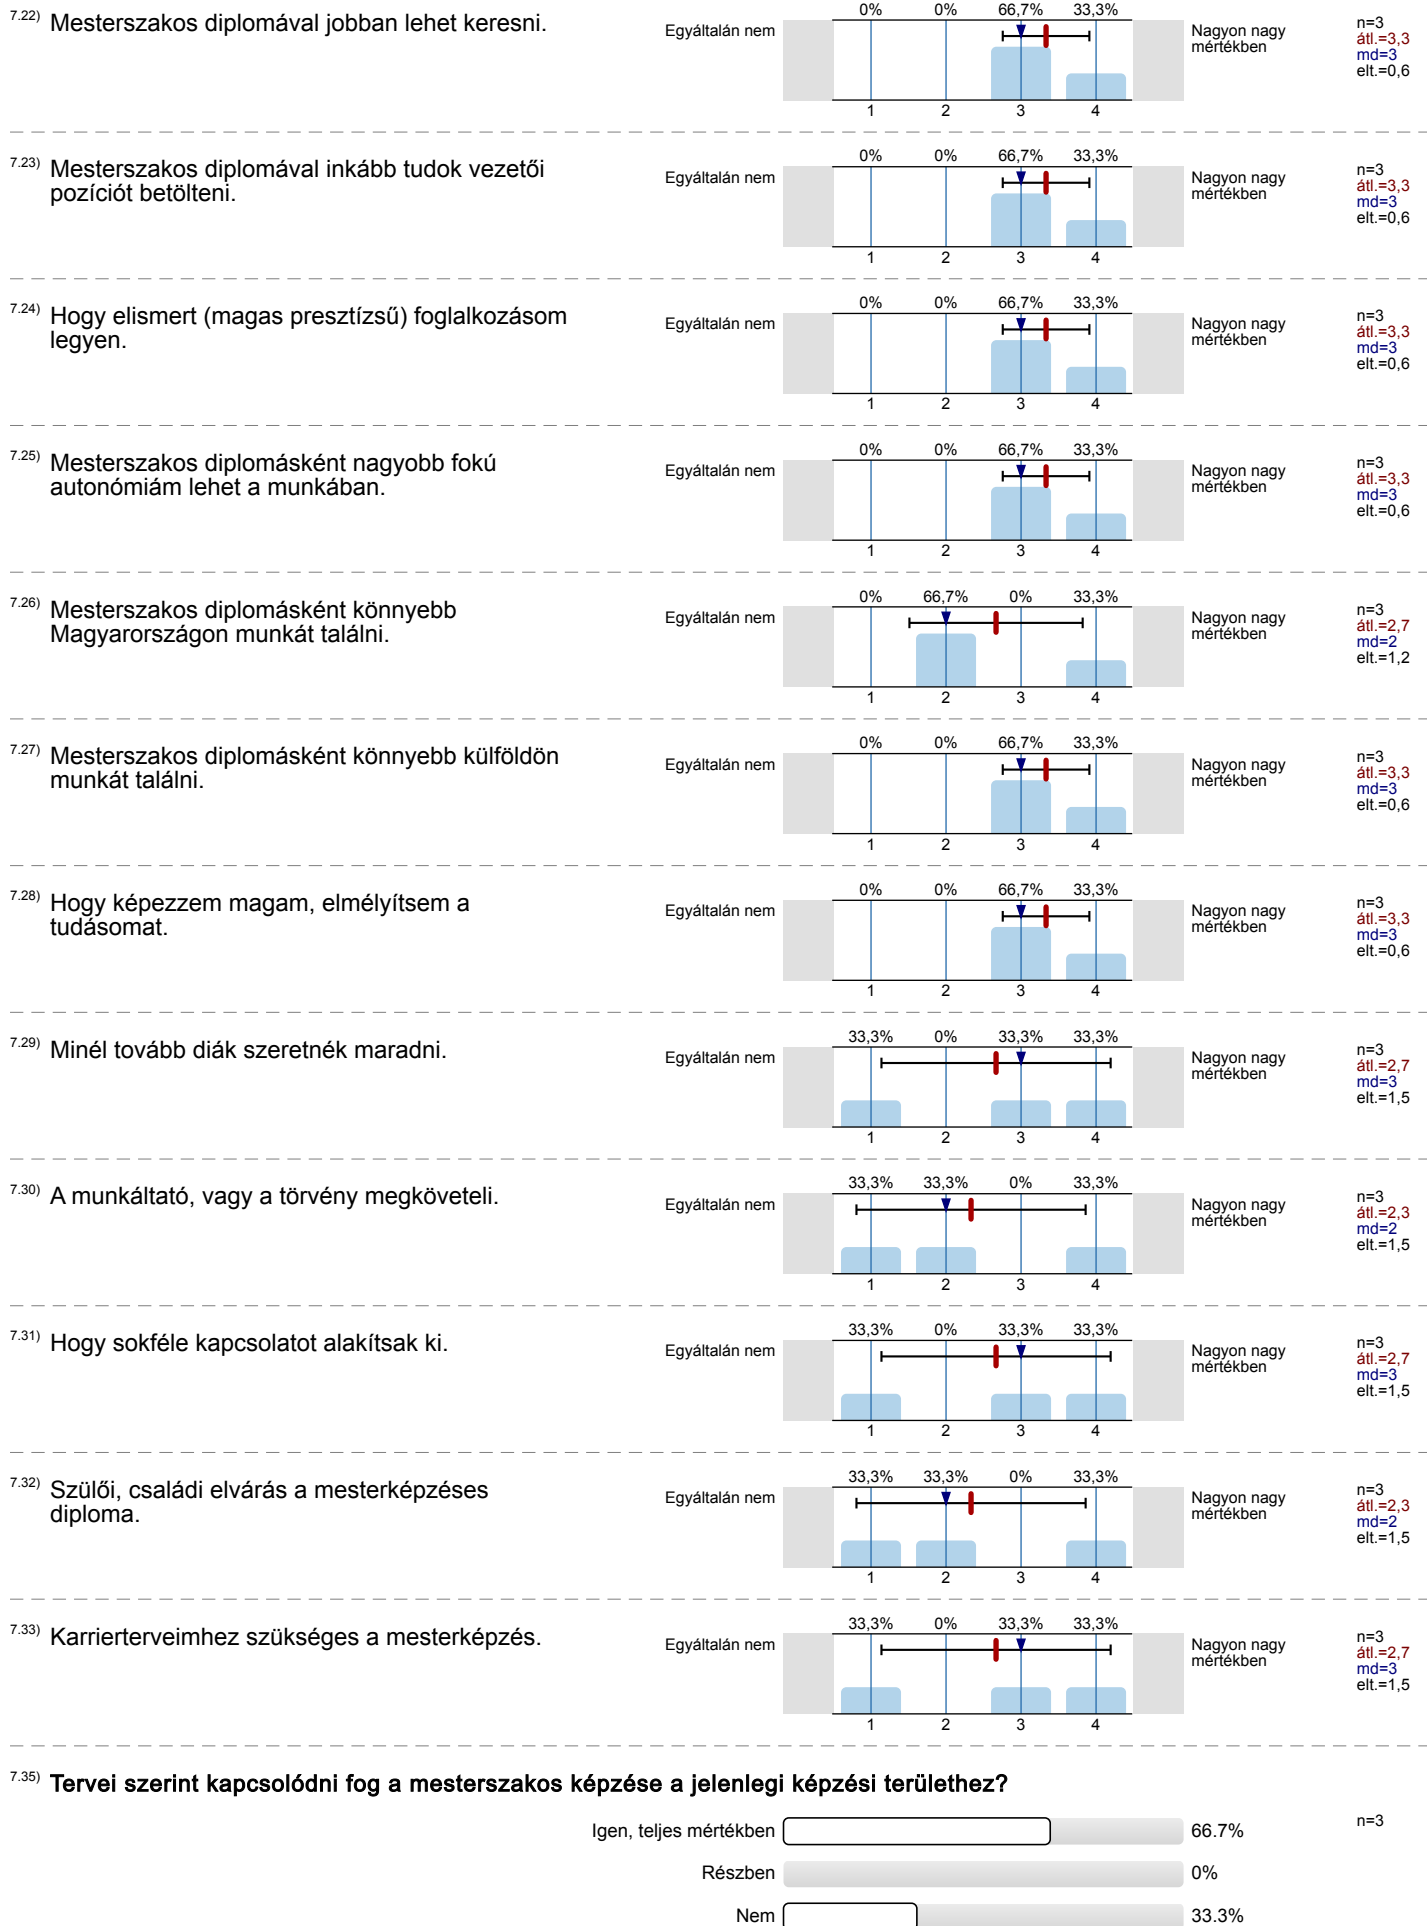 7.22) Mesterszakos diplomával jobban lehet keresni.
0% 0% 66,7% 33,3%
Egyáltalán nem
Nagyon nagy
mértékben
n=3
átl.=3,3
md=3
elt.=0,6
1 2 3 4
7.23) Mesterszakos diplomával inkább tudok vezetői
pozíciót betölteni.
0% 0% 66,7% 33,3%
Egyáltalán nem
Nagyon nagy
mértékben
n=3
átl.=3,3
md=3
elt.=0,6
1 2 3 4
7.24) Hogy elismert (magas presztízsű) foglalkozásom
legyen.
0% 0% 66,7% 33,3%
Egyáltalán nem
Nagyon nagy
mértékben
n=3
átl.=3,3
md=3
elt.=0,6
1 2 3 4
7.25) Mesterszakos diplomásként nagyobb fokú
autonómiám lehet a munkában.
0% 0% 66,7% 33,3%
Egyáltalán nem
Nagyon nagy
mértékben
n=3
átl.=3,3
md=3
elt.=0,6
1 2 3 4
7.26) Mesterszakos diplomásként könnyebb
Magyarországon munkát találni.
0% 66,7% 0% 33,3%
Egyáltalán nem
Nagyon nagy
mértékben
n=3
átl.=2,7
md=2
elt.=1,2
1 2 3 4
7.27) Mesterszakos diplomásként könnyebb külföldön
munkát találni.
0% 0% 66,7% 33,3%
Egyáltalán nem
Nagyon nagy
mértékben
n=3
átl.=3,3
md=3
elt.=0,6
1 2 3 4
7.28) Hogy képezzem magam, elmélyítsem a
tudásomat.
0% 0% 66,7% 33,3%
Egyáltalán nem
Nagyon nagy
mértékben
n=3
átl.=3,3
md=3
elt.=0,6
1 2 3 4
7.29) Minél tovább diák szeretnék maradni.
33,3% 0% 33,3% 33,3%
Egyáltalán nem
Nagyon nagy
mértékben
n=3
átl.=2,7
md=3
elt.=1,5
1 2 3 4
7.30) A munkáltató, vagy a törvény megköveteli.
33,3% 33,3% 0% 33,3%
Egyáltalán nem
Nagyon nagy
mértékben
n=3
átl.=2,3
md=2
elt.=1,5
1 2 3 4
7.31) Hogy sokféle kapcsolatot alakítsak ki.
33,3% 0% 33,3% 33,3%
Egyáltalán nem
Nagyon nagy
mértékben
n=3
átl.=2,7
md=3
elt.=1,5
1 2 3 4
7.32) Szülői, családi elvárás a mesterképzéses
diploma.
33,3% 33,3% 0% 33,3%
Egyáltalán nem
Nagyon nagy
mértékben
n=3
átl.=2,3
md=2
elt.=1,5
1 2 3 4
7.33) Karrierterveimhez szükséges a mesterképzés.
33,3% 0% 33,3% 33,3%
Egyáltalán nem
Nagyon nagy
mértékben
n=3
átl.=2,7
md=3
elt.=1,5
1 2 3 4
7.35) Tervei szerint kapcsolódni fog a mesterszakos képzése a jelenlegi képzési területhez?
Igen, teljes mértékben 66.7% n=3
Részben 0%
Nem 33.3%